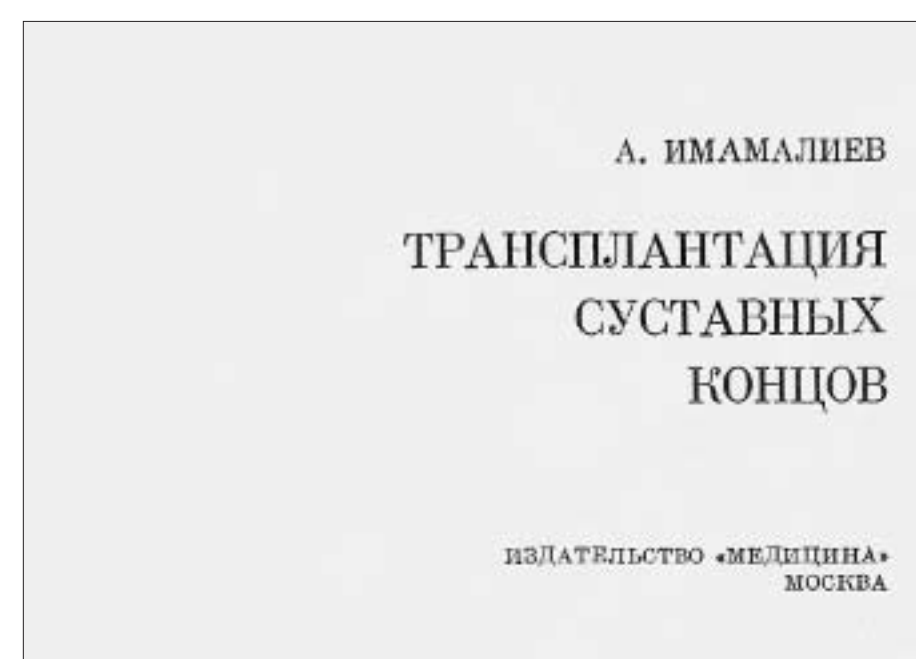 А. ИМАМАЛИЕВ
ТРАНСПЛАНТАЦИЯ
СУСТАВНЫХ
КОНЦОВ
ИЗДАТЕЛЬСТВО «МЕДИЦИНА»
МОСКВА